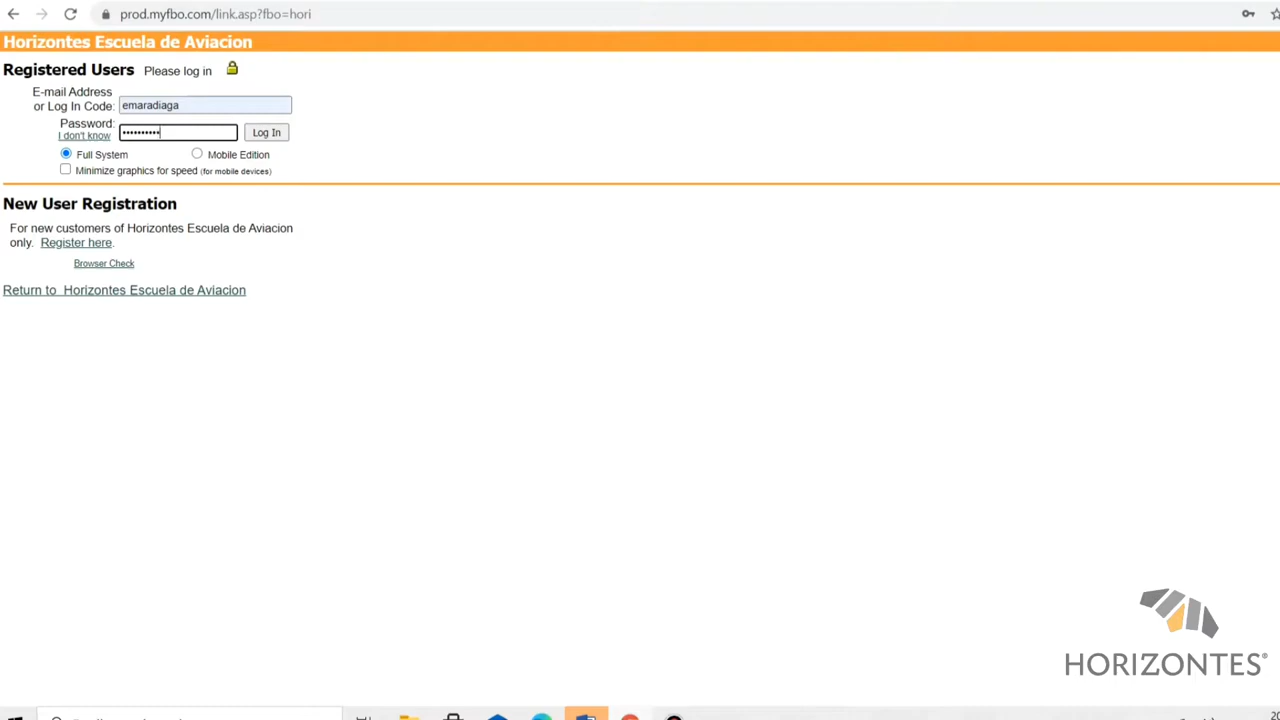 prod.myfbo.com/link.asp?fbo=hori
Horizontes Escuela de Aviacion
Registered Users Please log in
E-mail Address
or Log In Code: emaradiaga
Password:
I don't know
Log In
Full System Mobile Edition
Minimize graphics for speed (for mobile devices)
New User Registration
For new customers of Horizontes Escuela de Aviacion
only. Register here.
Browser Check
Return to Horizontes Escuela de Aviacion
HORIZONTES®